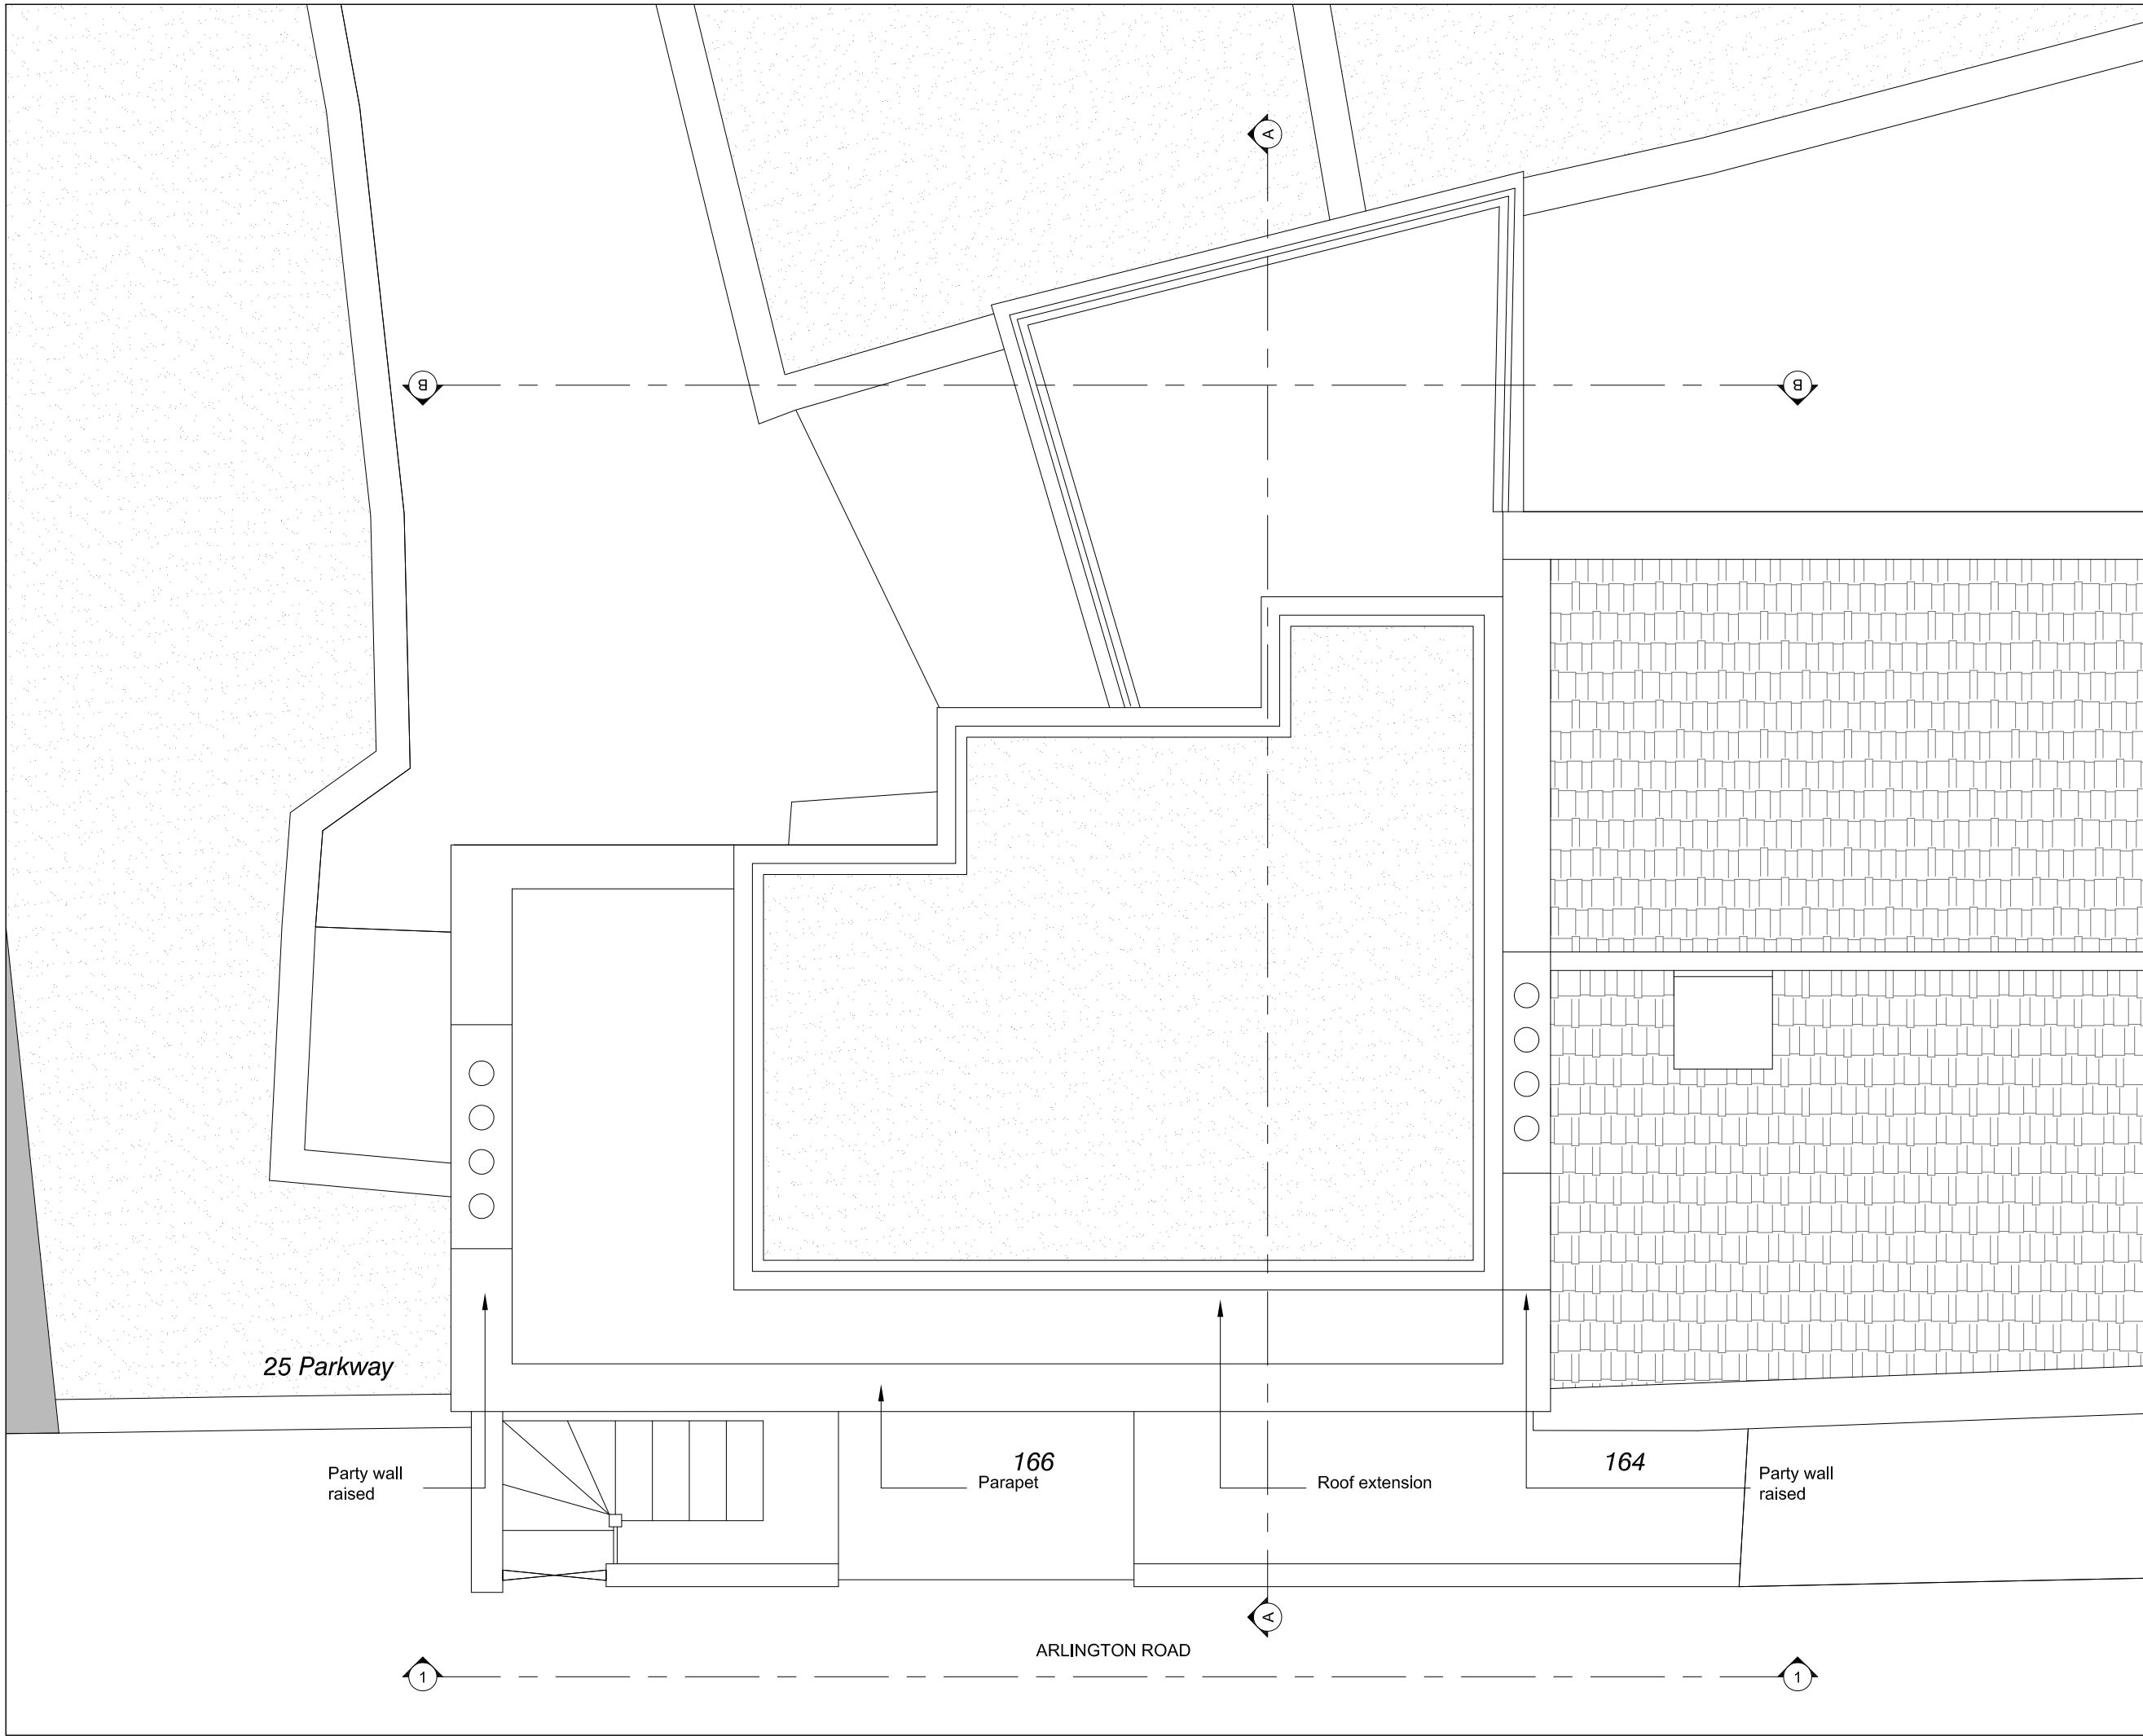 A
B
B
25 Parkway
166
164
Party wall
raised
Parapet
Roof extension
Party wall
raised
A
ARLINGTON ROAD
1
1